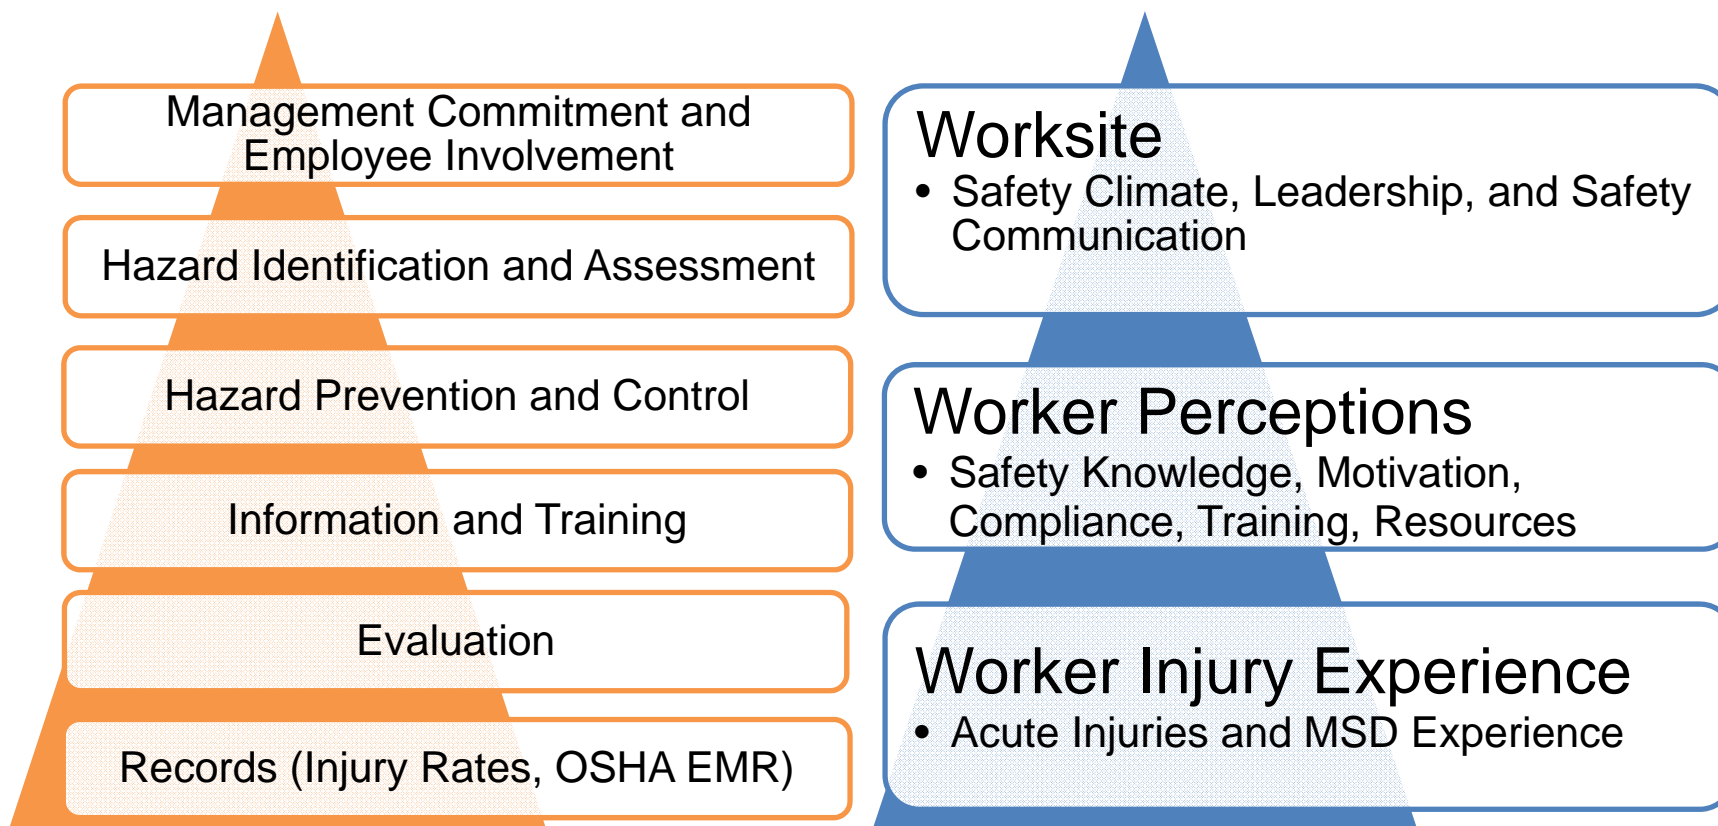 Management Commitment and
Employee Involvement
Hazard Identification and Assessment
Hazard Prevention and Control
Information and Training
Evaluation
Records (Injury Rates, OSHA EMR)
Worksite
• Safety Climate, Leadership, and Safety
Communication
Worker Perceptions
• Safety Knowledge, Motivation,
Compliance, Training, Resources
Worker Injury Experience
• Acute Injuries and MSD Experience